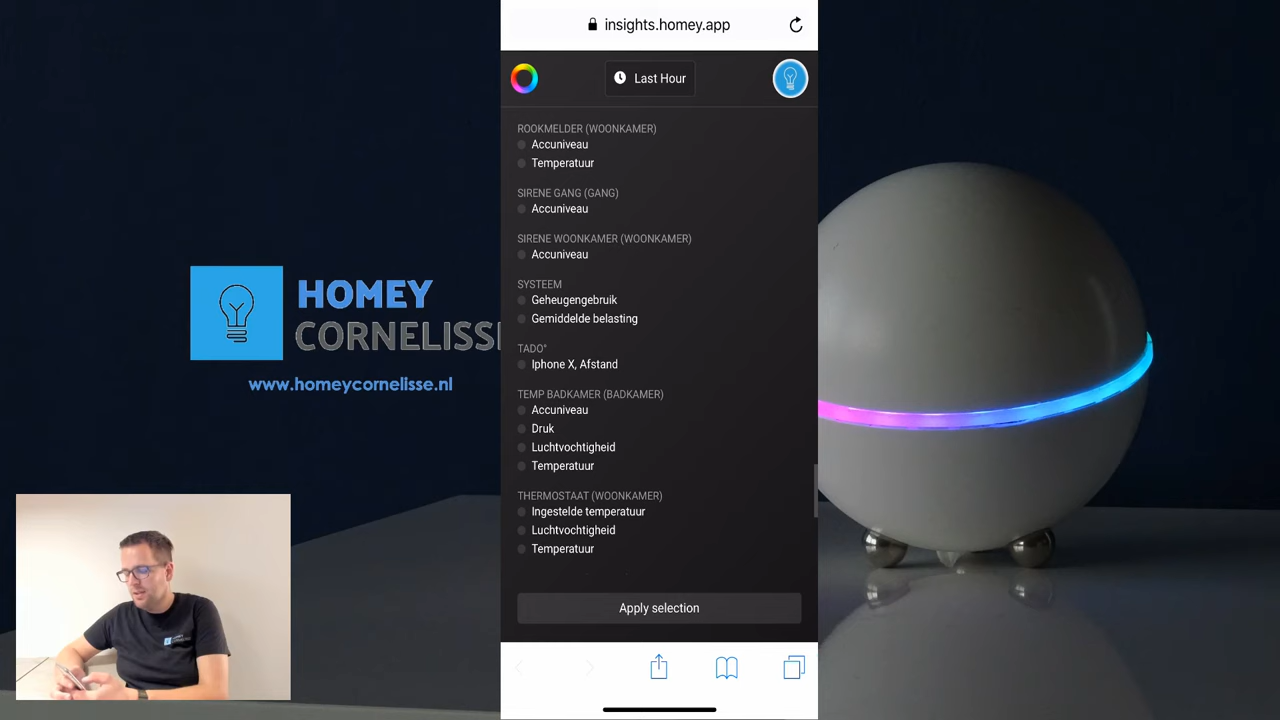 insights.homey.app
Last Hour
ROOKMELDER (WOONKAMER)
Accuniveau
Temperatuur
SIRENE GANG (GANG)
Accuniveau
SIRENE WOONKAMER (WOONKAMER)
Accuniveau
SYSTEEM
Geheugengebruik
Gemiddelde belasting
TADO°
Iphone X, Afstand
TEMP BADKAMER (BADKAMER)
Accuniveau
Druk
Luchtvochtigheid
Temperatuur
THERMOSTAAT (WOONKAMER)
Ingestelde temperatuur
Luchtvochtigheid
Temperatuur
Apply selection
HOMEY
CORNELISSE
www.homeycornelisse.nl